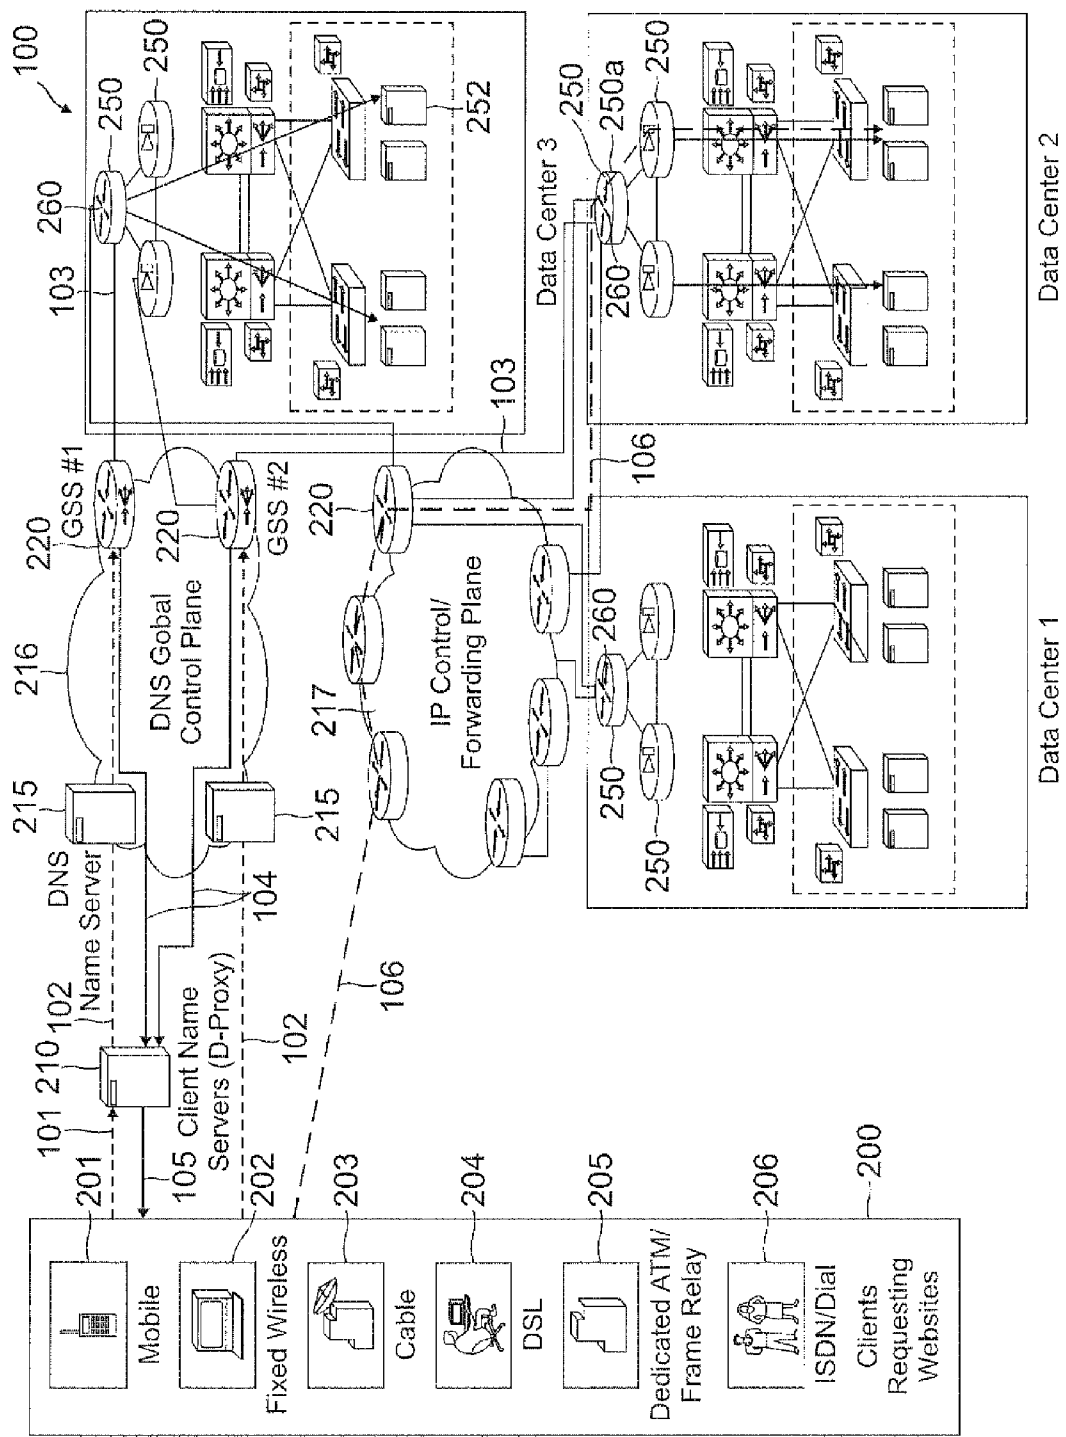 100
201
Mobile
202
Fixed Wireless
203
Cable
204
DSL
205
Dedicated ATM/
Frame Relay
206
ISDN/Dial
Clients
Requesting
Websites
200
101
105
210
Client Name
Servers (D-Proxy)
102
102
DNS
Name Server
215
215
104
216
DNS Gobal
Control Plane
220
GSS #1
220
GSS #2
106
217
IP Control/
Forwarding Plane
220
103
103
106
260
250
250
252
Data Center 3
250
250a
250
260
Data Center 2
260
250
250
Data Center 1